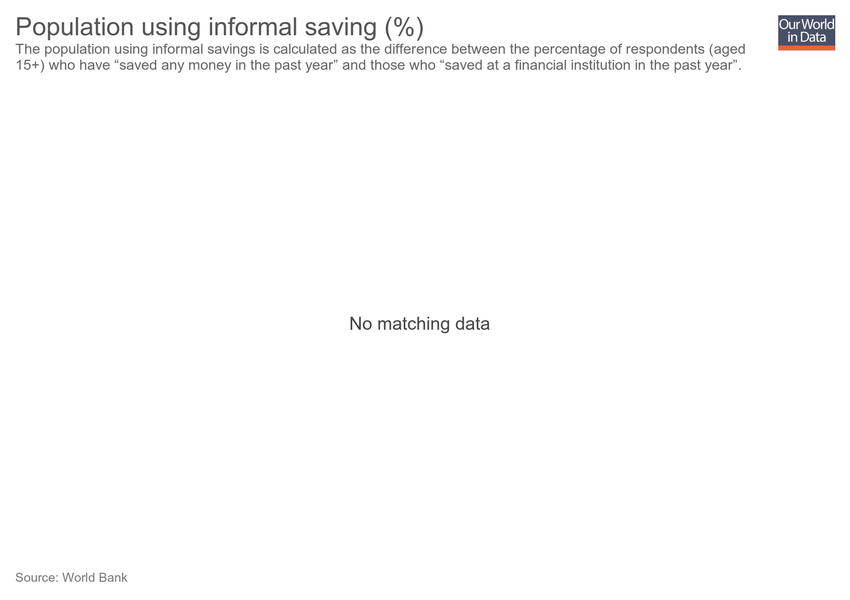 Population using informal saving (%)
Our World
in Data
The population using informal savings is calculated as the difference between the percentage of respondents (aged
15+) who have “saved any money in the past year” and those who “saved at a financial institution in the past year”.
No matching data
Source: World Bank